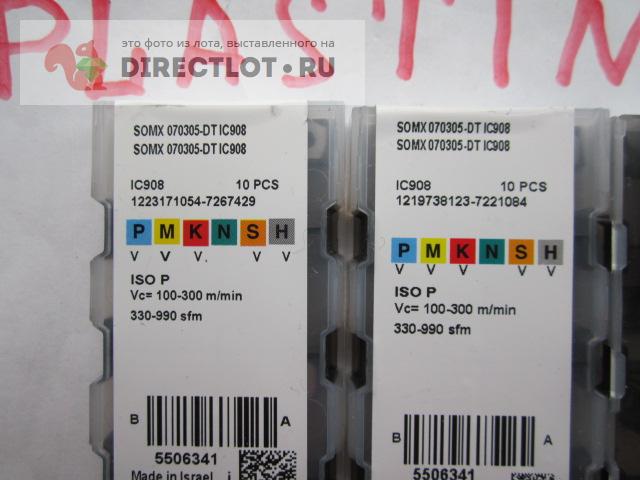 PLASTIN
это фото из лота, выставленного на
DIRECTLOT.RU
SOMX 070305-DT IC908
SOMX 070305-DT IC908
IC908 10 PCS
1223171054-7267429
P M K N S H
V V V V V
ISO P
Vc= 100-300 m/min
330-990 sfm
B A
5506341
Made in Israel i
SOMX 070305-DT IC908
SOMX 070305-DT IC908
IC908 10 PCS
1219738123-7221084
P M K N S H
V V V V V
ISO P
Vc= 100-300 m/min
330-990 sfm
B A
5506341